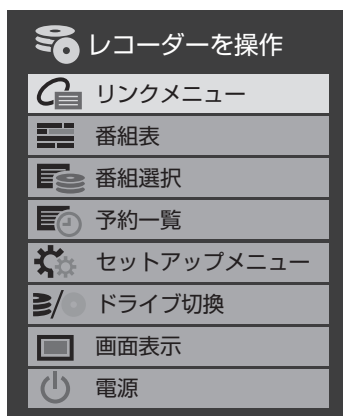 レコーダーを操作
リンクメニュー
番組表
番組選択
予約一覧
セットアップメニュー
ドライブ切換
画面表示
電源